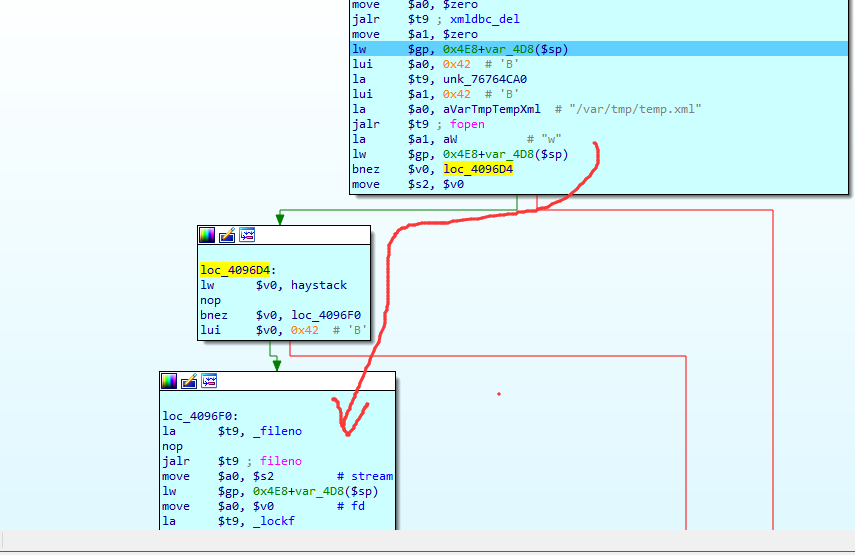 move $a0, $zero
jalr $t9 ; xmldbc_del
move $a1, $zero
lw $gp, 0x4E8+var_4D8($sp)
lui $a0, 0x42 # 'B'
la $t9, unk_76764CA0
lui $a1, 0x42 # 'B'
la $a0, aVarTmpTempXml # "/var/tmp/temp.xml"
jalr $t9 ; fopen
la $a1, aW # "w"
lw $gp, 0x4E8+var_4D8($sp)
bnez $v0, loc_4096D4
move $s2, $v0
loc_4096D4:
lw $v0, haystack
nop
bnez $v0, loc_4096F0
lui $v0, 0x42 # 'B'
loc_4096F0:
la $t9, _fileno
nop
jalr $t9 ; fileno
move $a0, $s2 # stream
lw $gp, 0x4E8+var_4D8($sp)
move $a0, $v0 # fd
la $t9, _lockf